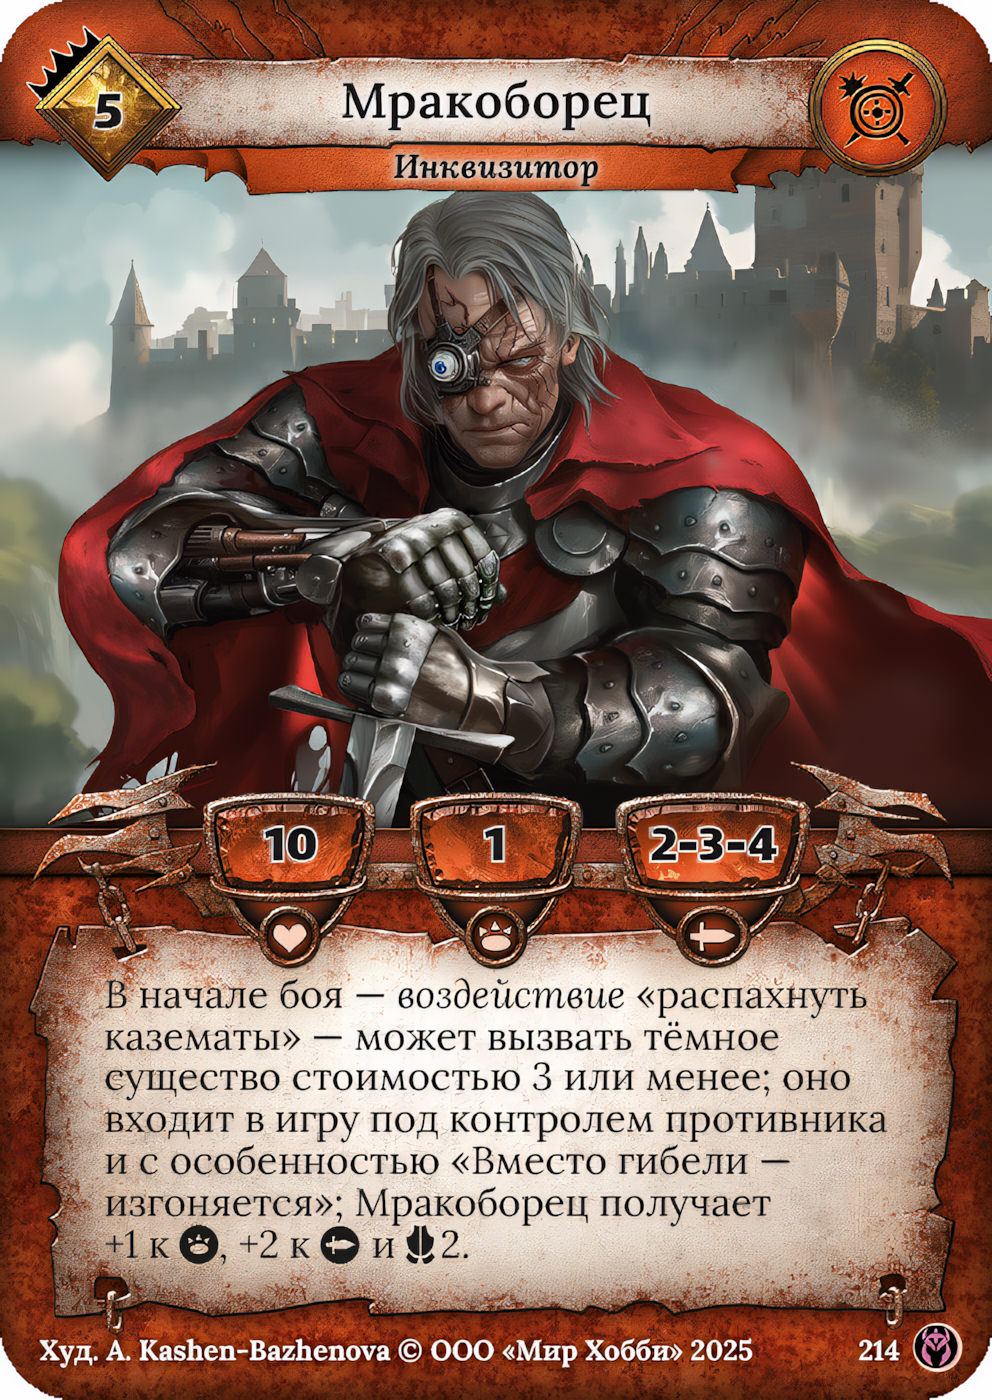 5
Мракоборец
Инквизитор
10 1 2-3-4
В начале боя — воздействие «распахнуть
казематы» — может вызвать тёмное
существо стоимостью 3 или менее; оно
входит в игру под контролем противника
и с особенностью «Вместо гибели —
изгоняется»; Мракоборец получает
+1 к , +2 к и 2.
Худ. А. Kashen-Bazhenova © ООО «Мир Хобби» 2025 214